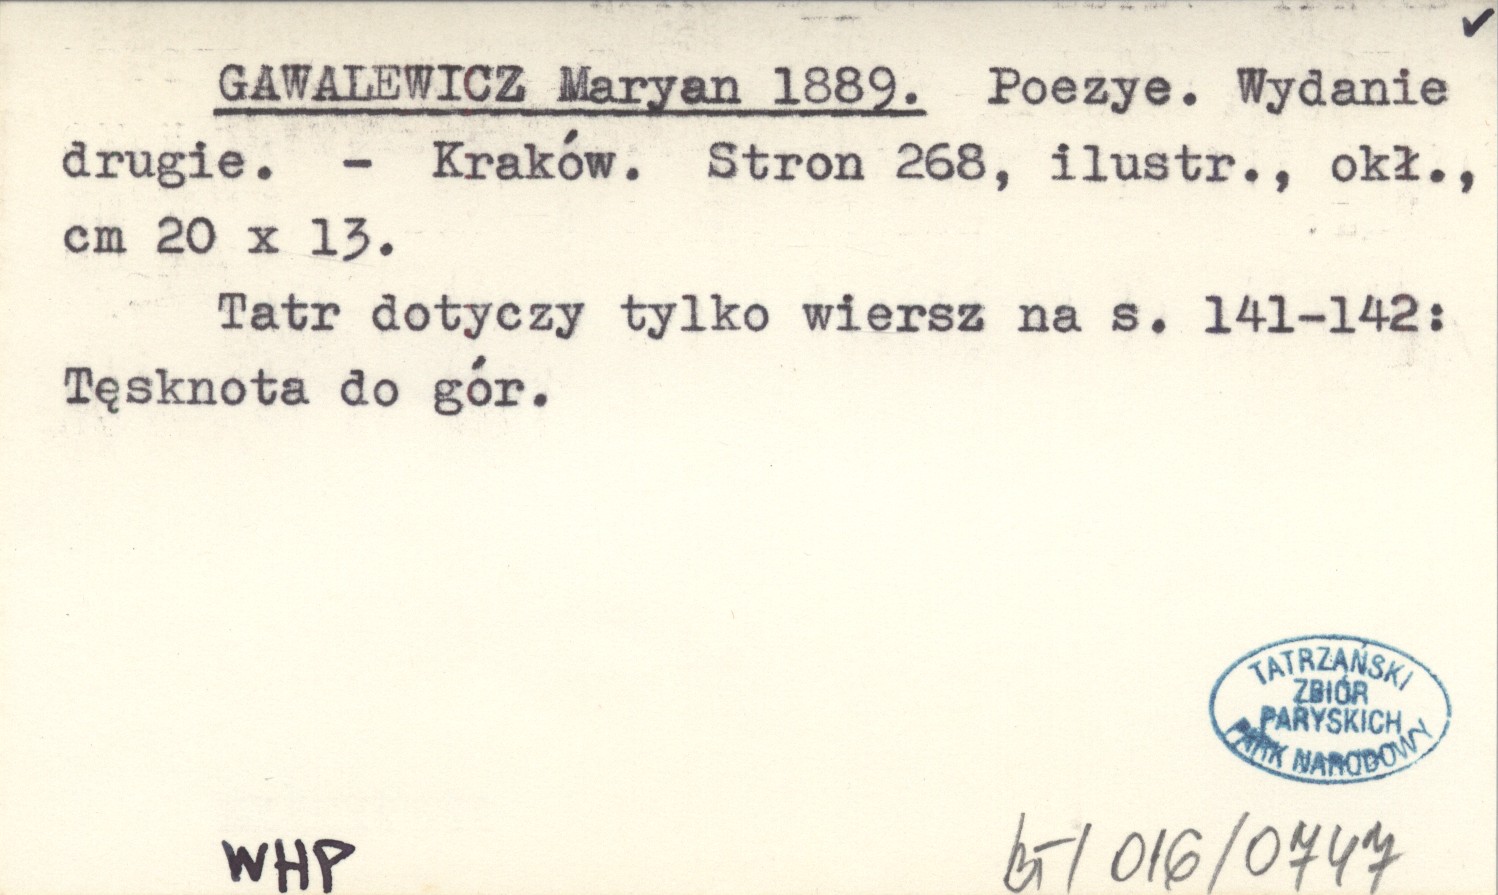 GAWALEWICZ Maryan 1889. Poezye. Wydanie
drugie. - Kraków. Stron 268, ilustr., okł.,
cm 20 x 13.
Tatr dotyczy tylko wiersz na s. 141-142:
Tęsknota do gór.
TATRZAŃSKI
ZBIÓR
PARYSKICH
PARK NARODOWY
WHP
/ 016/0747